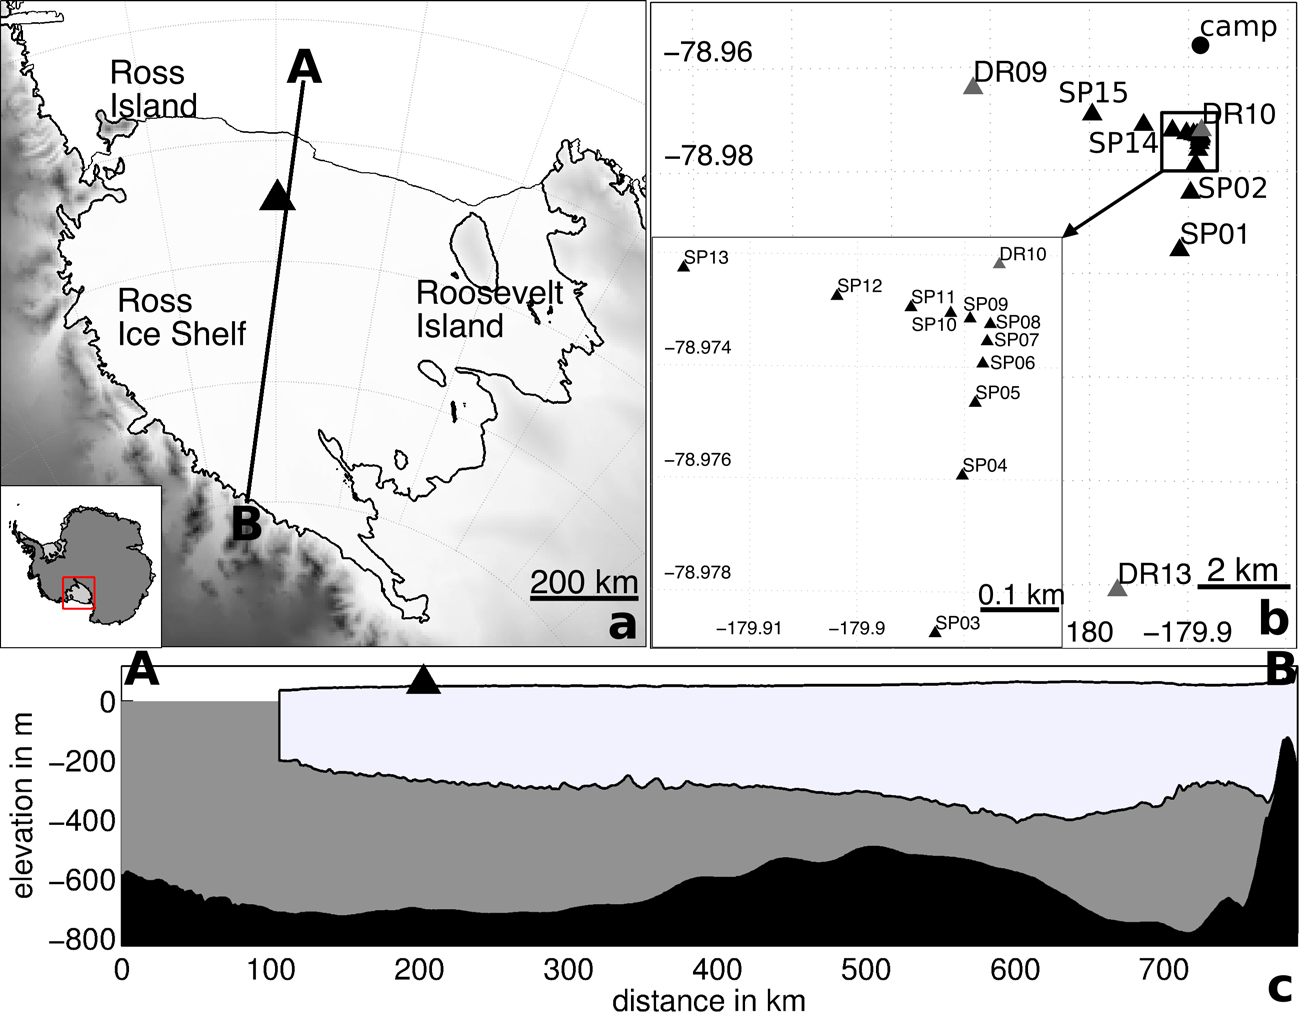 A
Ross
Island
Ross
Ice Shelf
Roosevelt
Island
B
200 km
a
camp
−78.96
DR09
SP15
DR10
SP14
−78.98
SP02
SP01
SP13
DR10
SP12
SP11
SP09
SP10
SP08
SP07
−78.974
SP06
SP05
−78.976
SP04
−78.978
0.1 km
SP03
−179.91
−179.9
DR13
2 km
180
−179.9
b
A
B
0
−200
−400
−600
−800
elevation in m
0
100
200
300
400
500
600
700
distance in km
c